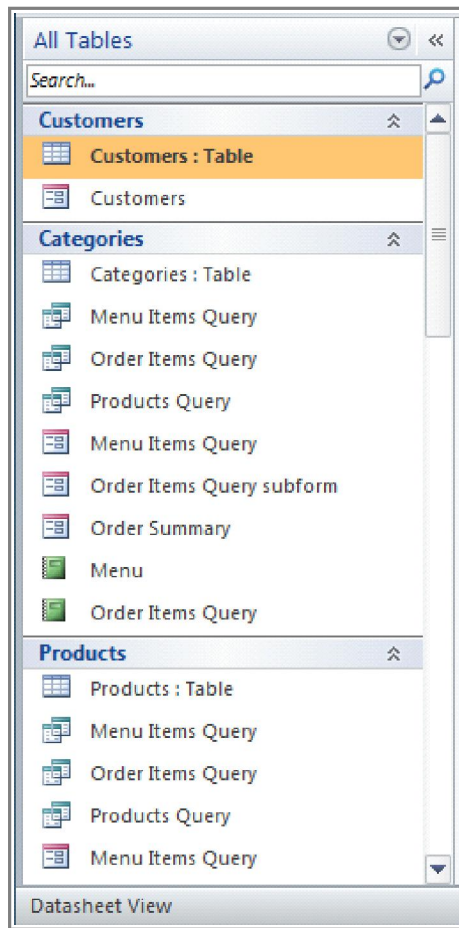 All Tables
Search...
Customers
Customers : Table
Customers
Categories
Categories : Table
Menu Items Query
Order Items Query
Products Query
Menu Items Query
Order Items Query subform
Order Summary
Menu
Order Items Query
Products
Products : Table
Menu Items Query
Order Items Query
Products Query
Menu Items Query
Datasheet View